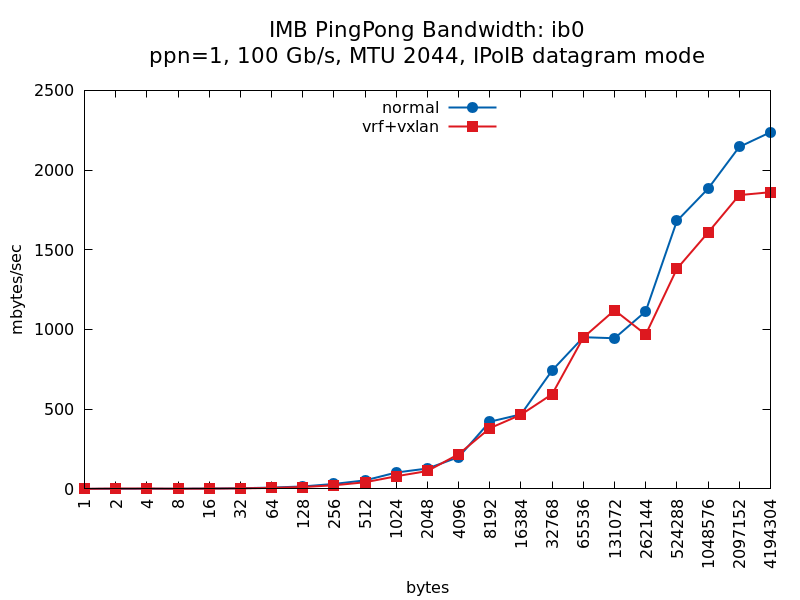 IMB PingPong Bandwidth: ib0
ppn=1, 100 Gb/s, MTU 2044, IPoIB datagram mode
normal
vrf+vxlan
mbytes/sec
2500
2000
1500
1000
500
0
1 2 4 8 16 32 64 128 256 512 1024 2048 4096 8192 16384 32768 65536 131072 262144 524288 1048576 2097152 4194304
bytes